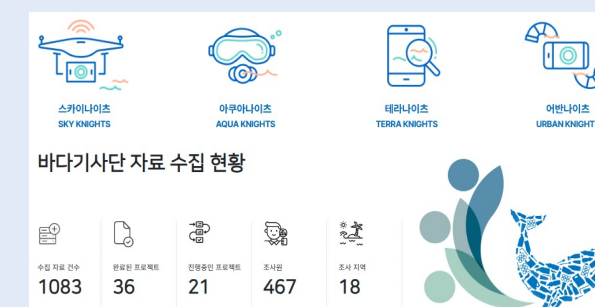 스카이나이츠
SKY KNIGHTS
아쿠아나이츠
AQUA KNIGHTS
테라나이츠
TERRA KNIGHTS
어반나이츠
URBAN KNIGHT
바다기사단 자료 수집 현황
수집 자료 건수
1083
완료된 프로젝트
36
진행중인 프로젝트
21
조사원
467
조사 지역
18